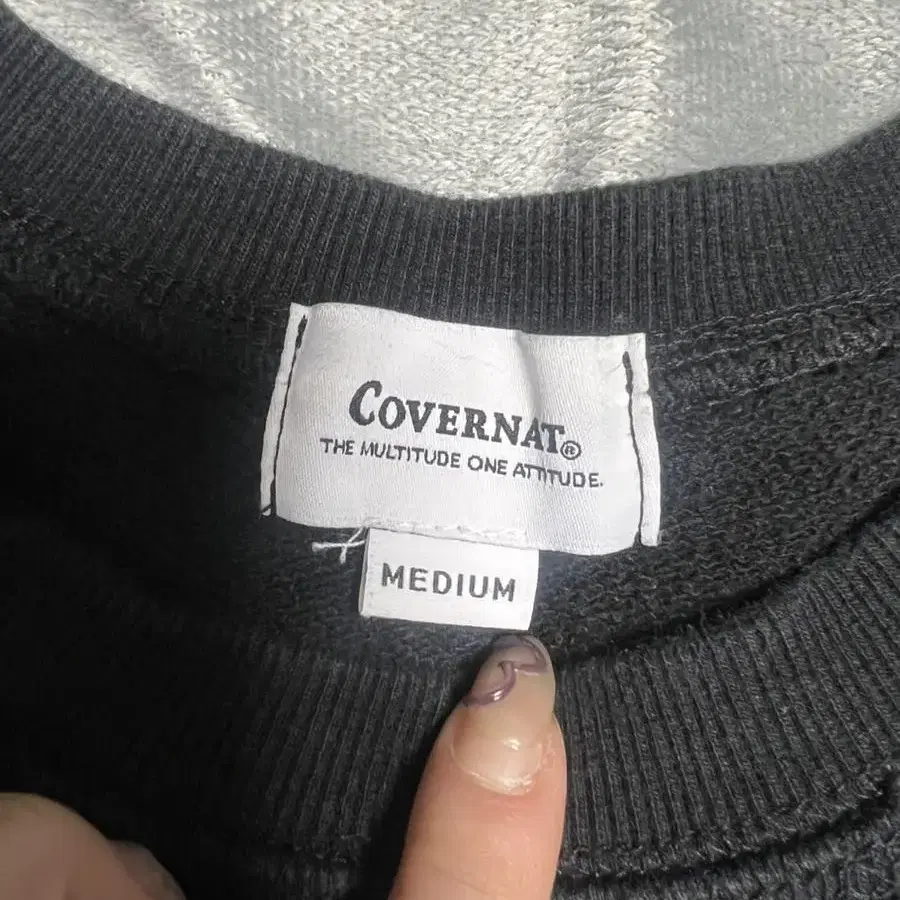 COVERNAT®
THE MULTITUDE ONE ATTITUDE.
MEDIUM